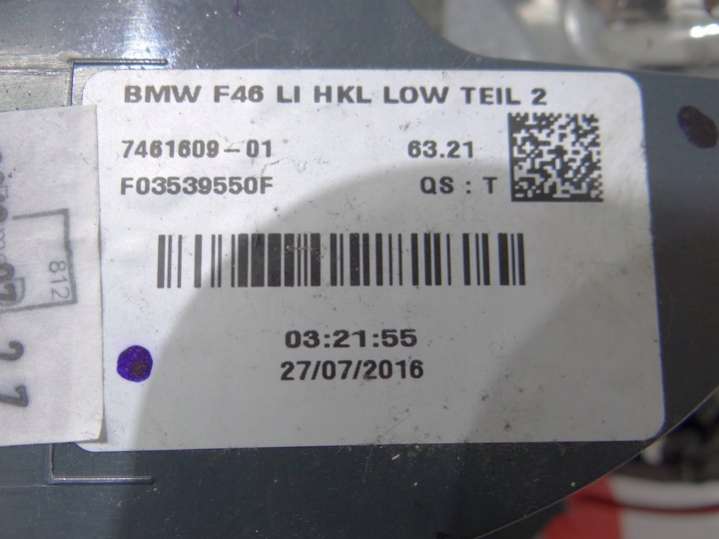 BMW F46 LI HKL LOW TEIL 2
7461609-01 63.21
F03539550F QS : T
03:21:55
27/07/2016
812